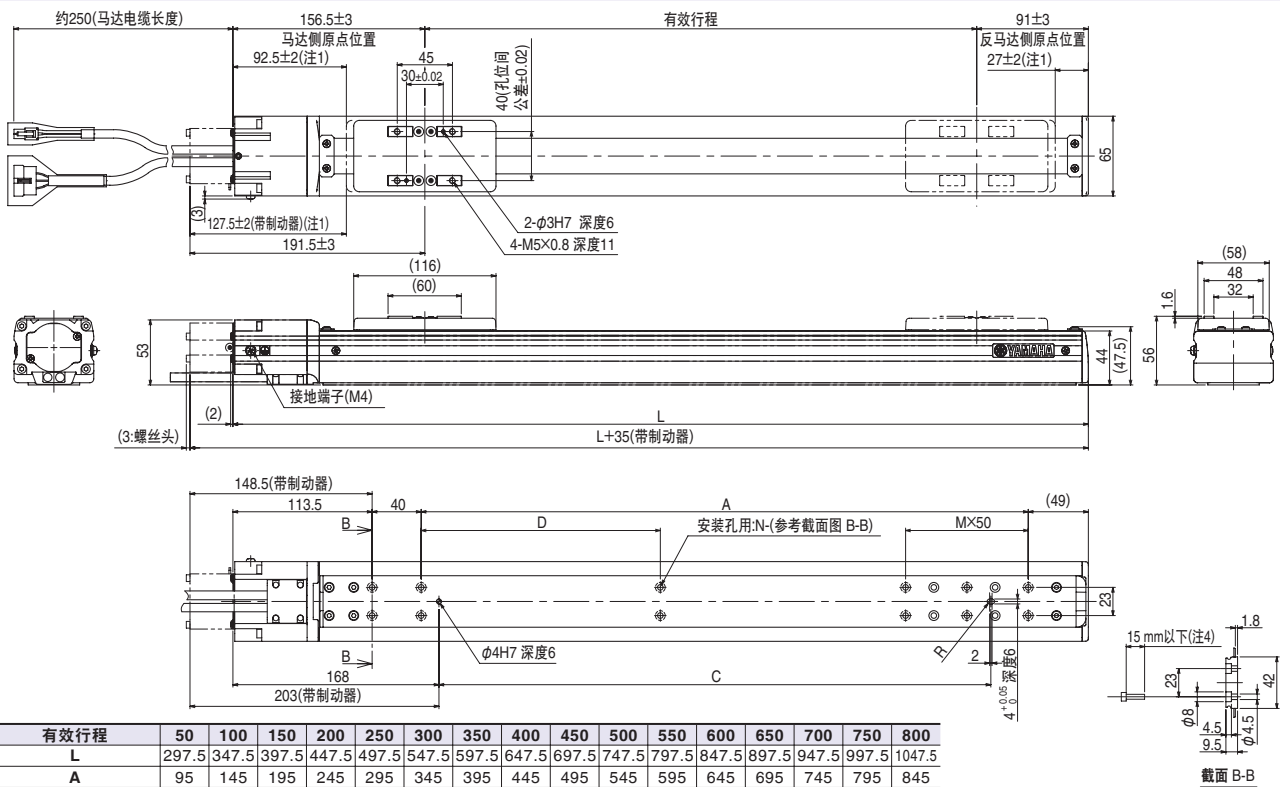 约250(马达电缆长度)
156.5±3
有效行程
91±3
马达侧原点位置
反马达侧原点位置
92.5±2(注1)
45
27±2(注1)
30±0.02
40(孔位间
公差±0.02)
65
(3)
127.5±2(带制动器)(注1)
2-φ3H7 深度6
191.5±3
4-M5×0.8 深度11
(116)
(58)
(60)
48
32
1.6
53
YAMAHA
44
(47.5)
56
接地端子(M4)
(2)
L
(3:螺丝头)
L+35(带制动器)
148.5(带制动器)
113.5
40
A
(49)
B
D
安装孔用:N-(参考截面图 B-B)
M×50
23
B
φ4H7 深度6
R
2
4 +0.05 0 深度6
168
C
203(带制动器)
15 mm以下(注4)
1.8
23
42
φ8
4.5
φ4.5
9.5
截面 B-B
有效行程 50 100 150 200 250 300 350 400 450 500 550 600 650 700 750 800
L 297.5 347.5 397.5 447.5 497.5 547.5 597.5 647.5 697.5 747.5 797.5 847.5 897.5 947.5 997.5 1047.5
A 95 145 195 245 295 345 395 445 495 545 595 645 695 745 795 845